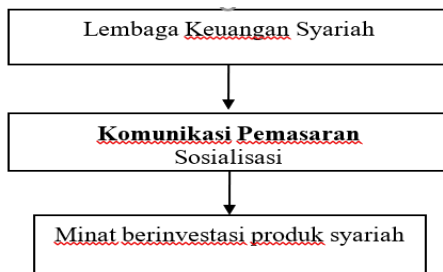 Lembaga Keuangan Syariah
Komunikasi Pemasaran
Sosialisasi
Minat berinvestasi produk syariah